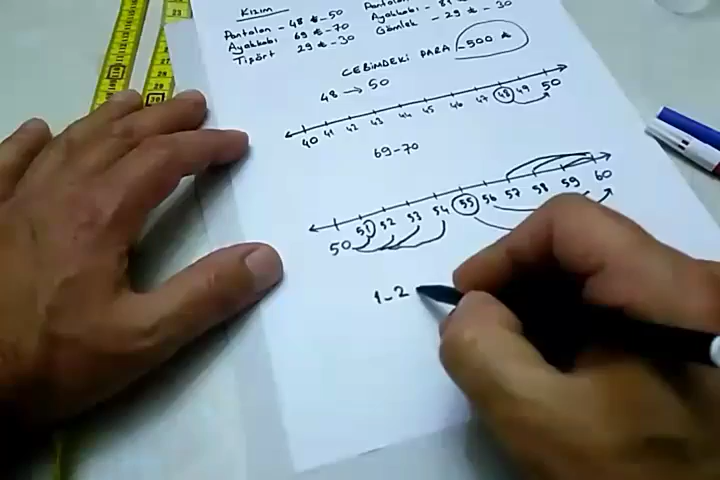 Kızım
Pantolon - 48 ₺ - 50
Ayakkabı 69 ₺ - 70
Tişört 29 ₺ - 30
Ayakkabı
Gömlek - 29 ₺ - 30
CEBİMDEKİ PARA - 500 ₺
48 → 50
40 41 42 43 44 45 46 47 48 49 50
69 - 70
50 51 52 53 54 55 56 57 58 59 60
1 - 2